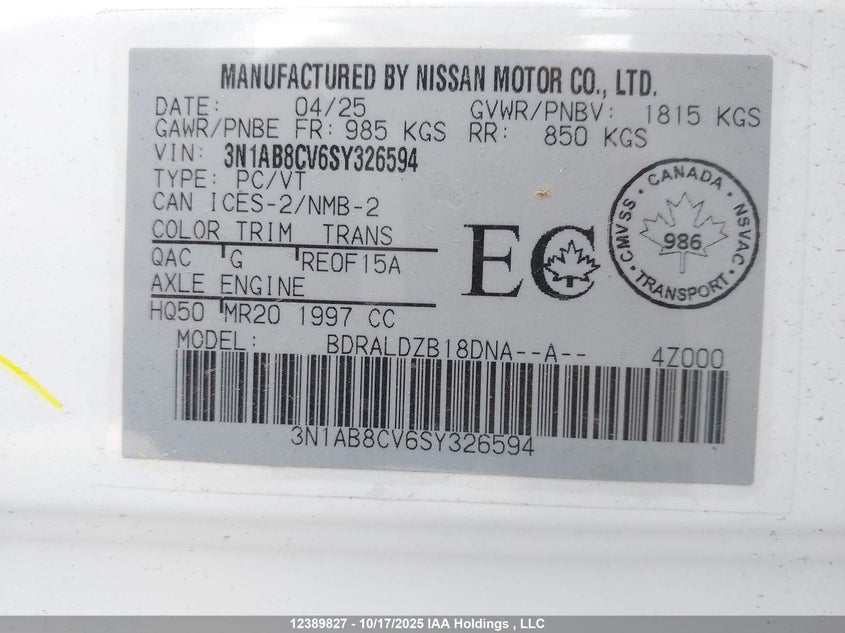 MANUFACTURED BY NISSAN MOTOR CO., LTD.
DATE: 04/25 GVWR/PNBV: 1815 KGS
GAWR/PNBE FR: 985 KGS RR: 850 KGS
VIN: 3N1AB8CV6SY326594
TYPE: PC/VT
CAN ICES-2/NMB-2
COLOR TRIM TRANS
QAC G RE0F15A
AXLE ENGINE
HQ50 MR20 1997 CC
EC
CANADA
CMVSS 986 NSVAC
TRANSPORT
MODEL: BDRALDZB18DNA--A-- 4Z000
3N1AB8CV6SY326594
12389827 - 10/17/2025 IAA Holdings , LLC